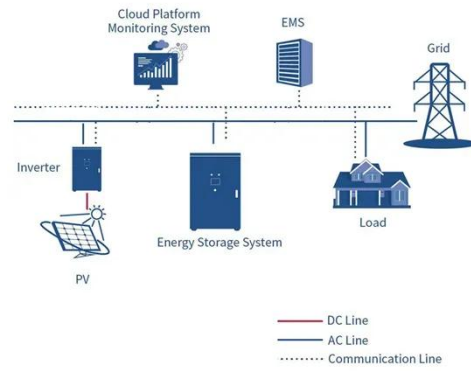 Cloud Platform
Monitoring System
EMS
Grid
Inverter
Energy Storage System
Load
PV
DC Line
AC Line
Communication Line